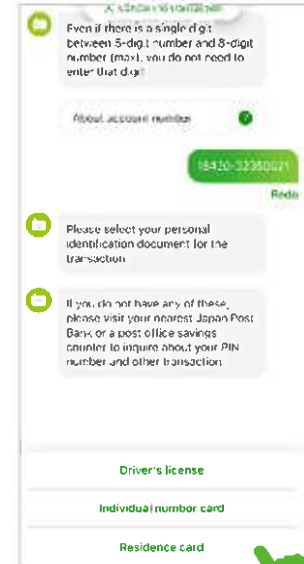 Even if there is a single digit
between 5-digit number and 8-digit
number (max), you do not need to
enter that digit
About account number
Redo
Please select your personal
identification document for the
transaction
If you do not have any of these,
please visit your nearest Japan Post
Bank or a post office savings
counter to inquire about your PIN
number and other transaction
Driver's license
Individual number card
Residence card